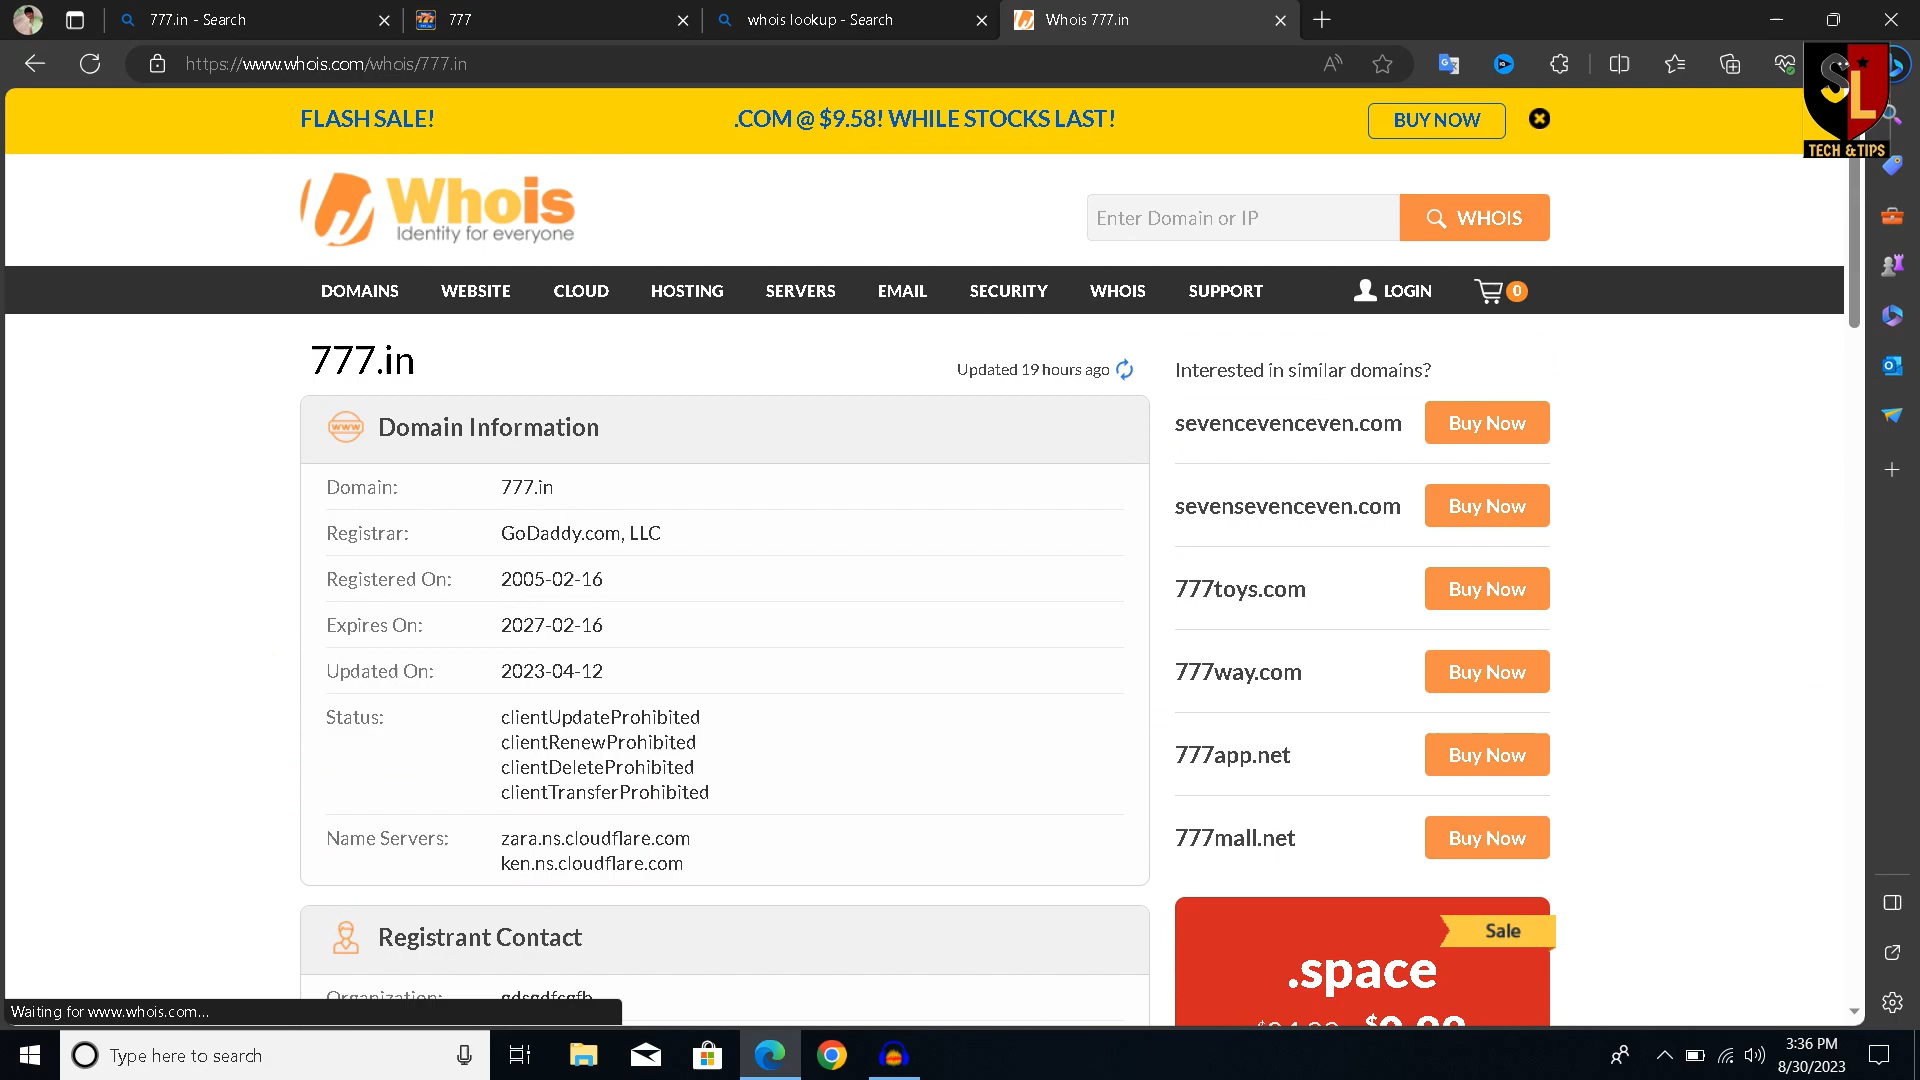 777.in - Search
777
whois lookup - Search
Whois 777.in
https://www.whois.com/whois/777.in
SL
TECH & TIPS
FLASH SALE!
.COM @ $9.58! WHILE STOCKS LAST!
BUY NOW
Whois
Identity for everyone
Enter Domain or IP
WHOIS
DOMAINS
WEBSITE
CLOUD
HOSTING
SERVERS
EMAIL
SECURITY
WHOIS
SUPPORT
LOGIN
0
777.in
Updated 19 hours ago
www
Domain Information
Domain: 777.in
Registrar: GoDaddy.com, LLC
Registered On: 2005-02-16
Expires On: 2027-02-16
Updated On: 2023-04-12
Status: clientUpdateProhibited
clientRenewProhibited
clientDeleteProhibited
clientTransferProhibited
Name Servers: zara.ns.cloudflare.com
ken.ns.cloudflare.com
Registrant Contact
Organization:
Interested in similar domains?
sevencevenceven.com Buy Now
sevensevenceven.com Buy Now
777toys.com Buy Now
777way.com Buy Now
777app.net Buy Now
777mall.net Buy Now
Sale
.space
Waiting for www.whois.com...
Type here to search
3:36 PM
8/30/2023